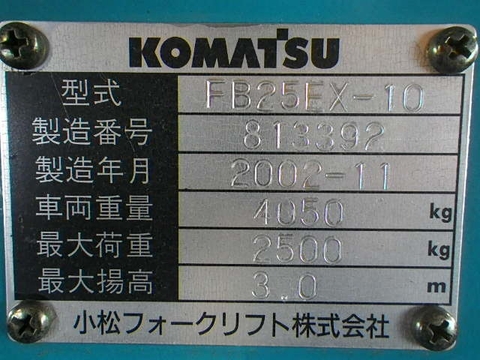 KOMATSU
型式 FB25EX-10
製造番号 813392
製造年月 2002-11
車両重量 4050 kg
最大荷重 2500 kg
最大揚高 3.0 m
小松フォークリフト株式会社